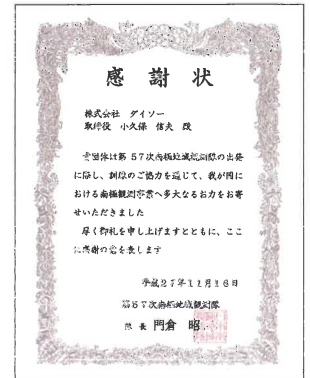 感謝状
株式会社 ダイソー
取締役 小久保 信夫 殿
貴団体は第57次南極地域観測隊の出発
に際し、訓練のご協力を通じて、我が国に
おける南極観測事業へ多大なるお力をお寄
せいただきました
厚く御礼を申し上げますとともに、ここ
に感謝の意を表します
平成27年11月16日
第57次南極地域観測隊
隊長 門倉 昭